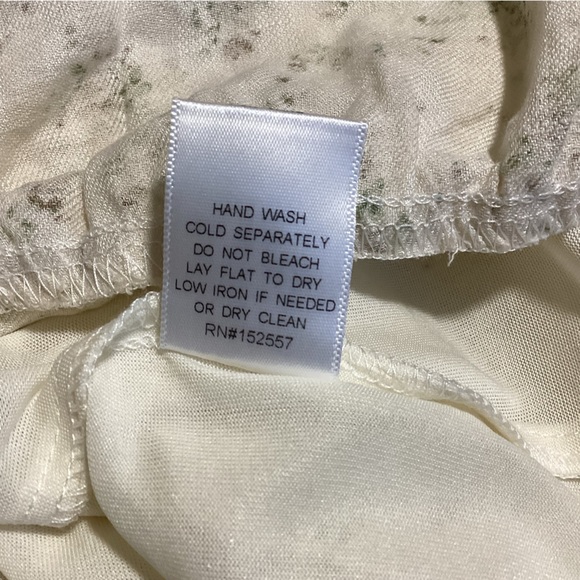 HAND WASH
COLD SEPARATELY
DO NOT BLEACH
LAY FLAT TO DRY
LOW IRON IF NEEDED
OR DRY CLEAN
RN#152557